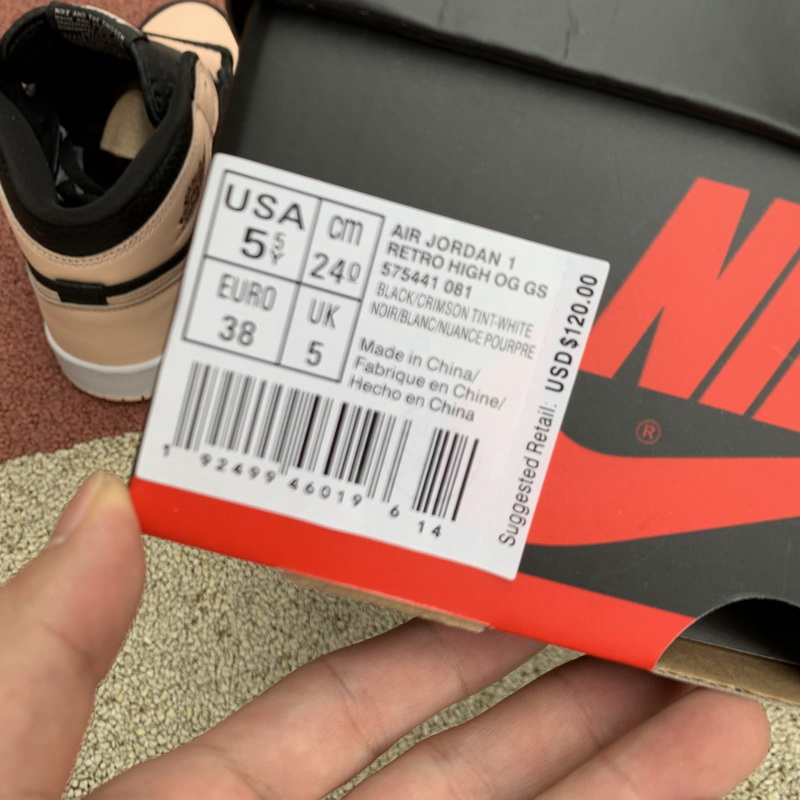 USA
5 5 Y
cm
24.0
EURO
38
UK
5
AIR JORDAN 1
RETRO HIGH OG GS
575441 081
BLACK/CRIMSON TINT-WHITE
NOIR/BLANC/NUANCE POURPRE
Made in China/
Fabrique en Chine/
Hecho en China
1 92499 46019 6 14
Suggested Retail: USD$120.00
®